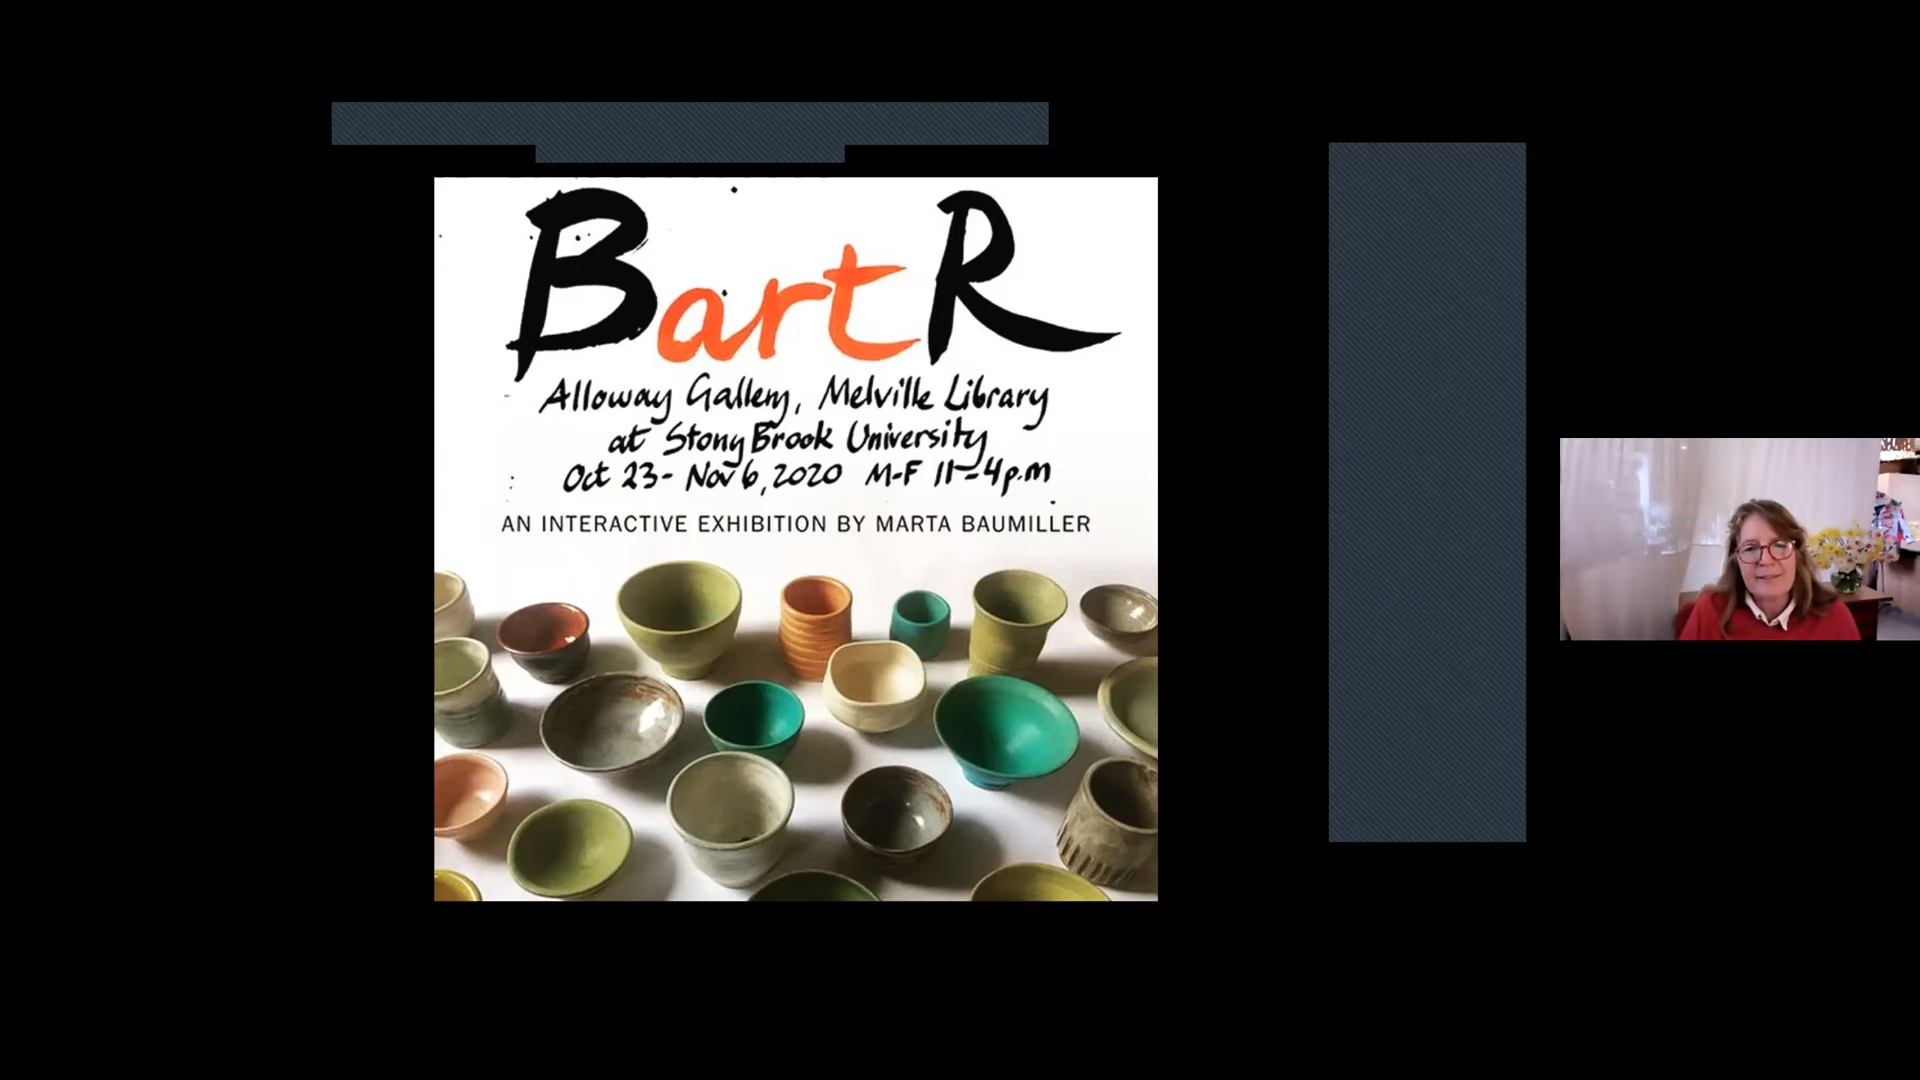 BartR
Alloway Gallery, Melville Library
at Stony Brook University
Oct 23 - Nov 6, 2020 M-F 11-4p.m
AN INTERACTIVE EXHIBITION BY MARTA BAUMILLER